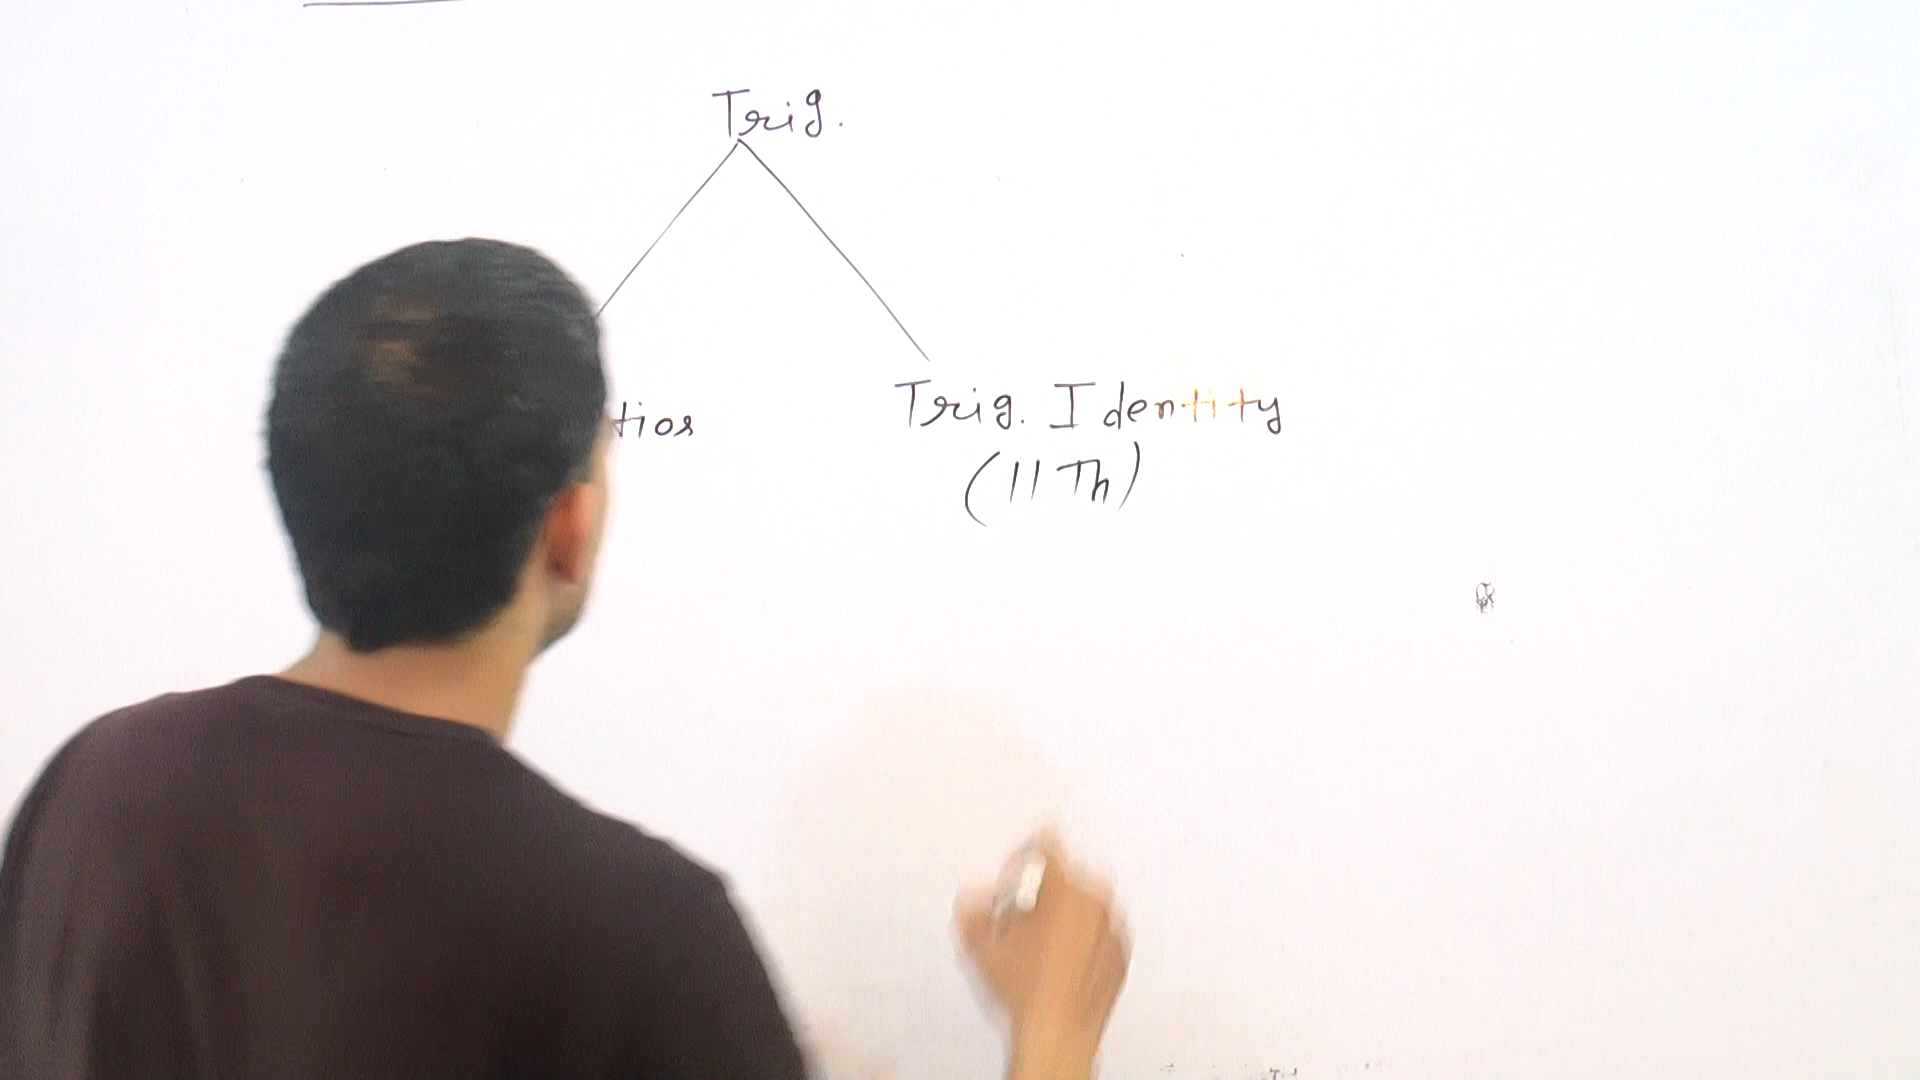 Trig.
tios
Trig. Identity
(11Th)